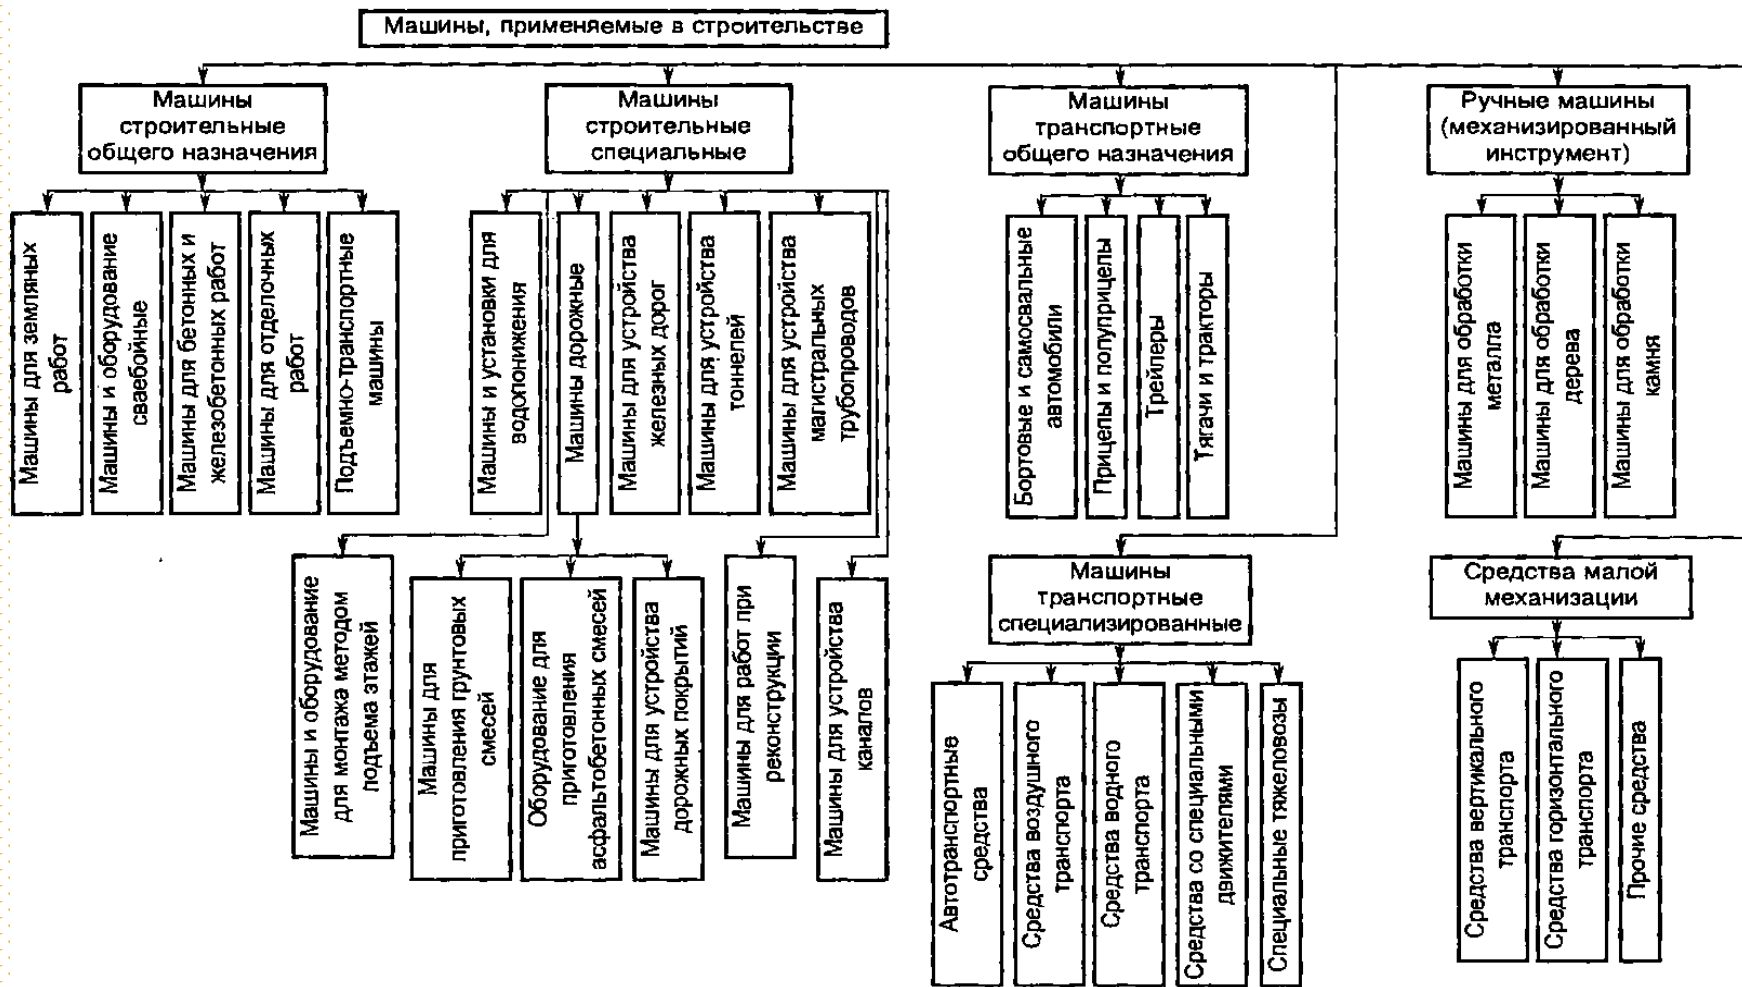 Машины, применяемые в строительстве
Машины
строительные
общего назначения
Машины
строительные
специальные
Машины
транспортные
общего назначения
Ручные машины
(механизированный
инструмент)
Машины для земляных
работ
Машины и оборудование
сваебойные
Машины для бетонных и
железобетонных работ
Машины для отделочных
работ
Подъемно-транспортные
машины
Машины и установки для
водопонижения
Машины дорожные
Машины для устройства
железных дорог
Машины для устройства
тоннелей
Машины для устройства
магистральных
трубопроводов
Бортовые и самосвальные
автомобили
Прицепы и полуприцепы
Трейлеры
Тягачи и тракторы
Машины для обработки
металла
Машины для обработки
дерева
Машины для обработки
камня
Машины и оборудование
для монтажа методом
подъема этажей
Машины для
приготовления грунтовых
смесей
Оборудование для
приготовления
асфальтобетонных смесей
Машины для устройства
дорожных покрытий
Машины для работ при
реконструкции
Машины для устройства
каналов
Машины
транспортные
специализированные
Средства малой
механизации
Автотранспортные
средства
Средства воздушного
транспорта
Средства водного
транспорта
Средства со специальными
движителями
Специальные тяжеловозы
Средства вертикального
транспорта
Средства горизонтального
транспорта
Прочие средства